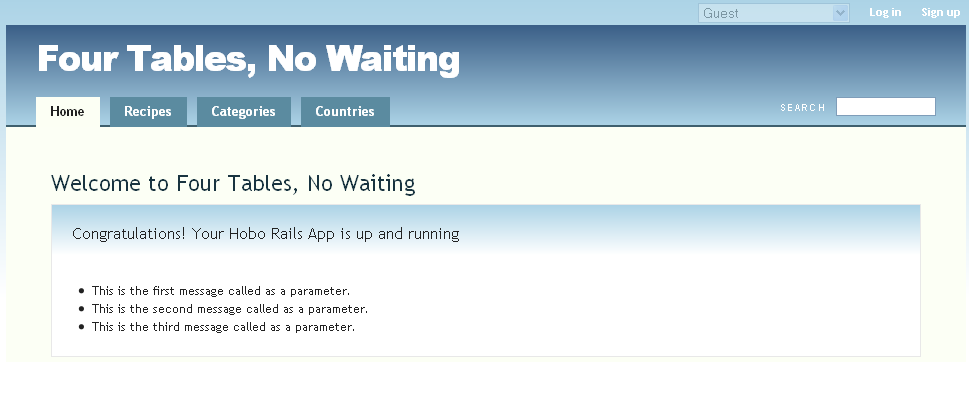 Guest Log in Sign up
Four Tables, No Waiting
Home Recipes Categories Countries SEARCH
Welcome to Four Tables, No Waiting
Congratulations! Your Hobo Rails App is up and running
This is the first message called as a parameter.
This is the second message called as a parameter.
This is the third message called as a parameter.